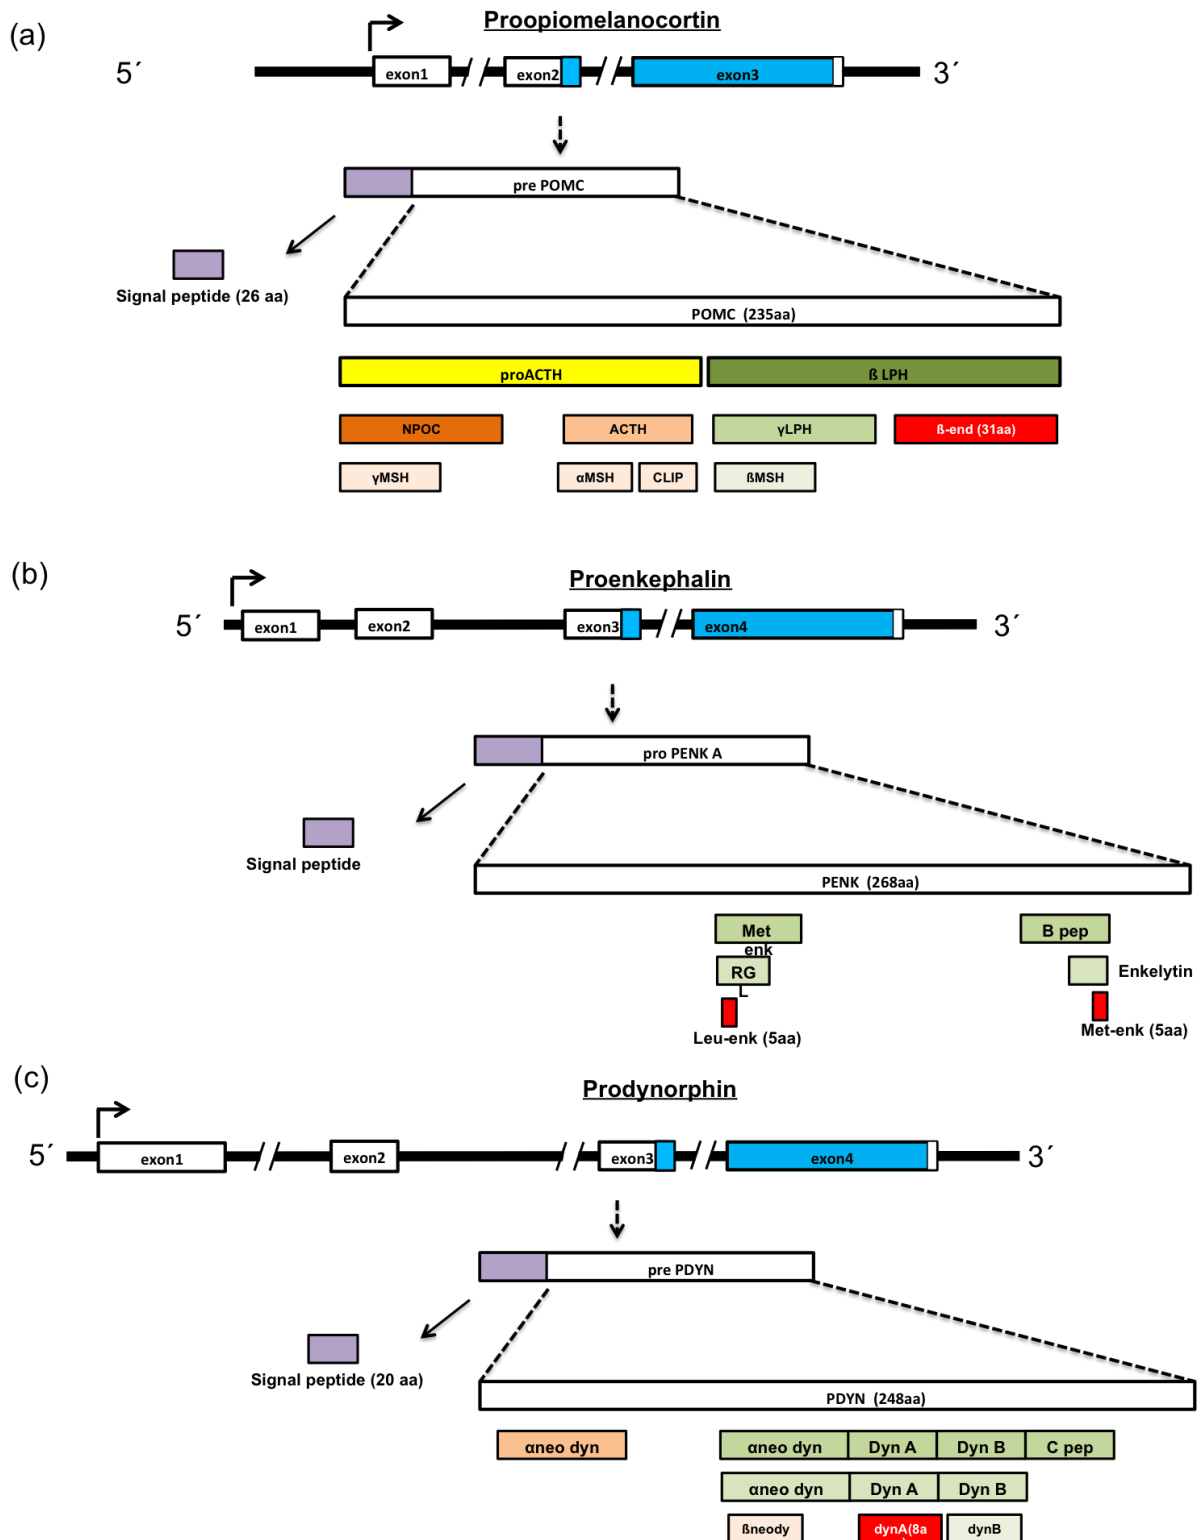 (a)
Proopiomelanocortin
5´ exon1 exon2 exon3 3´
pre POMC
Signal peptide (26 aa)
POMC (235aa)
proACTH ß LPH
NPOC ACTH γLPH ß-end (31aa)
γMSH αMSH CLIP ßMSH
(b)
Proenkephalin
5´ exon1 exon2 exon3 exon4 3´
pro PENK A
Signal peptide
PENK (268aa)
Met B pep
enk
RG Enkelytin
L
Leu-enk (5aa) Met-enk (5aa)
(c)
Prodynorphin
5´ exon1 exon2 exon3 exon4 3´
pre PDYN
Signal peptide (20 aa)
PDYN (248aa)
αneo dyn αneo dyn Dyn A Dyn B C pep
αneo dyn Dyn A Dyn B
ßneody dynA(8a dynB